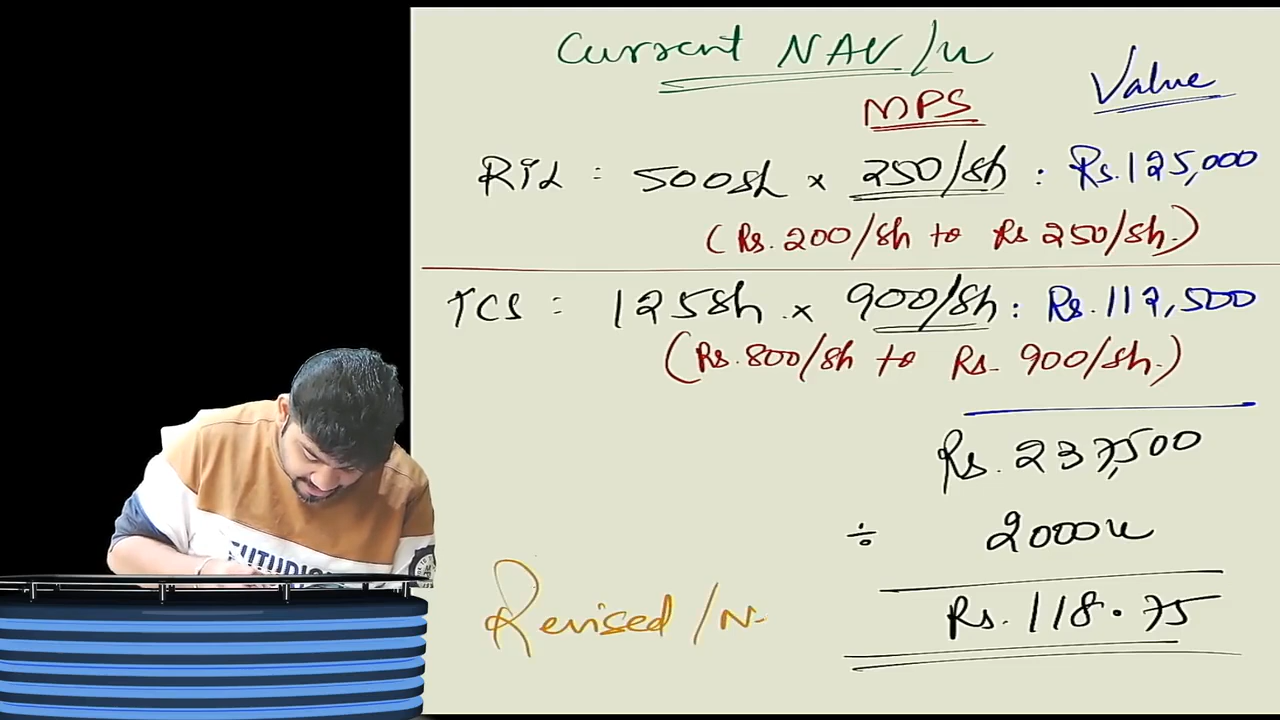 Current NAV/u
MPS Value
RIL : 500sh × 250/sh : Rs.125,000
(Rs. 200/sh to Rs 250/sh.)
TCS = 125sh × 900/sh : Rs. 112,500
(Rs. 800/sh to Rs. 900/sh.)
Rs. 237,500
÷ 2000u
Rs. 118.75
Revised /N